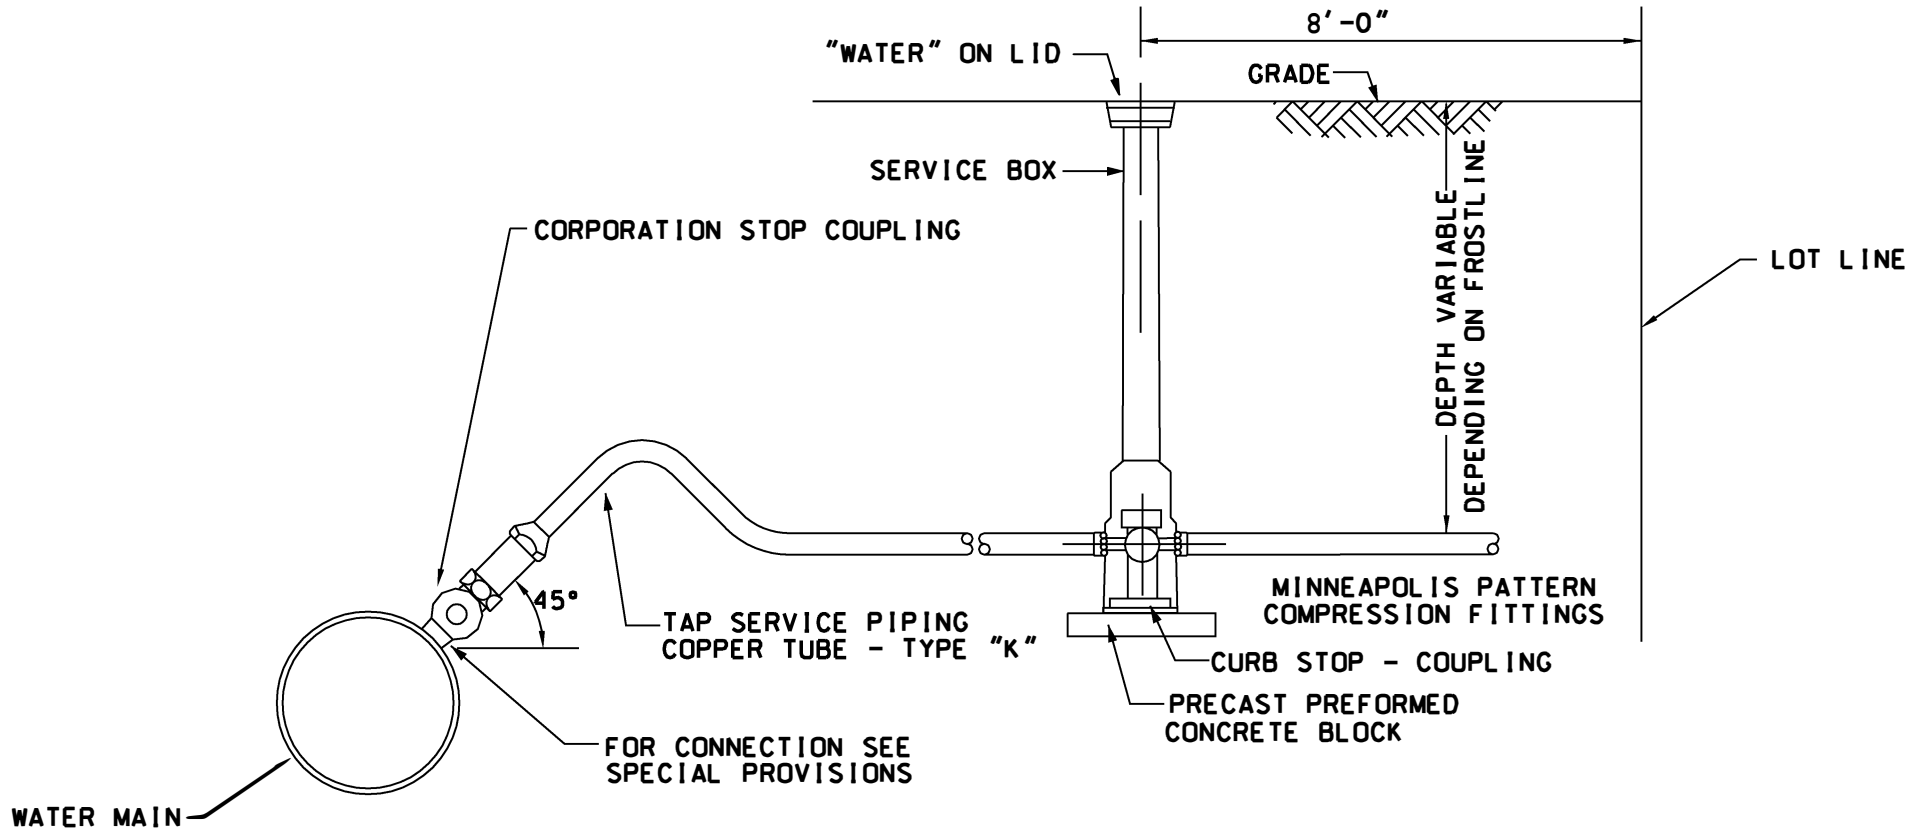 8'-0"
"WATER" ON LID
GRADE
SERVICE BOX
CORPORATION STOP COUPLING
DEPTH VARIABLE
DEPENDING ON FROSTLINE
LOT LINE
45°
TAP SERVICE PIPING
COPPER TUBE - TYPE "K"
MINNEAPOLIS PATTERN
COMPRESSION FITTINGS
CURB STOP - COUPLING
PRECAST PREFORMED
CONCRETE BLOCK
FOR CONNECTION SEE
SPECIAL PROVISIONS
WATER MAIN